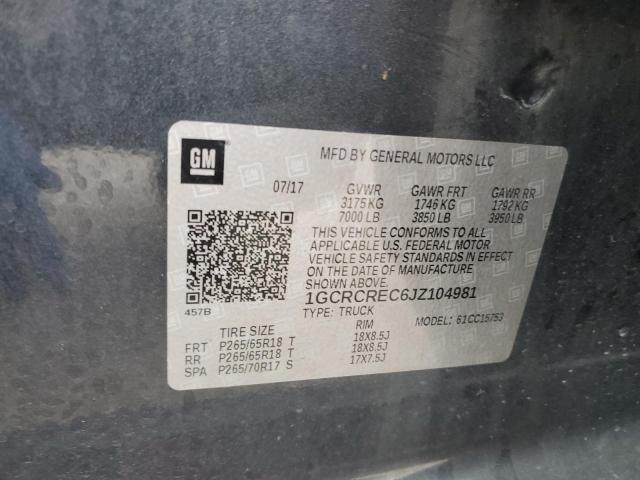 GM
MFD BY GENERAL MOTORS LLC
07/17 GVWR GAWR FRT GAWR RR
3175 KG 1746 KG 1792 KG
7000 LB 3850 LB 3950 LB
THIS VEHICLE CONFORMS TO ALL
APPLICABLE U.S. FEDERAL MOTOR
VEHICLE SAFETY STANDARDS IN EFFECT
ON THE DATE OF MANUFACTURE
SHOWN ABOVE.
457B
1GCRCREC6JZ104981
TYPE: TRUCK MODEL: 61CC15753
TIRE SIZE RIM
FRT P265/65R18 T 18X8.5J
RR P265/65R18 T 18X8.5J
SPA P265/70R17 S 17X7.5J